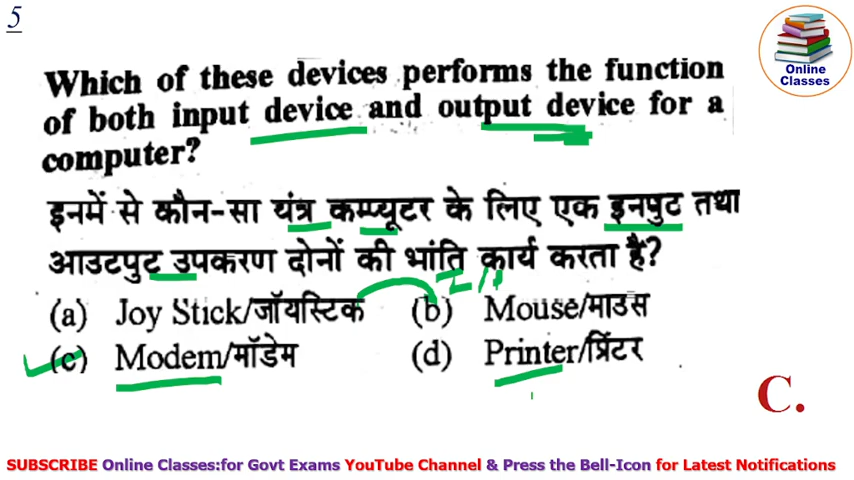 5
Online
Classes
Which of these devices performs the function
of both input device and output device for a
computer?
इनमें से कौन-सा यंत्र कम्प्यूटर के लिए एक इनपुट तथा
आउटपुट उपकरण दोनों की भांति कार्य करता है?
(a) Joy Stick/जॉयस्टिक (b) Mouse/माउस
(c) Modem/मॉडेम (d) Printer/प्रिंटर
C.
SUBSCRIBE Online Classes:for Govt Exams YouTube Channel & Press the Bell-Icon for Latest Notifications